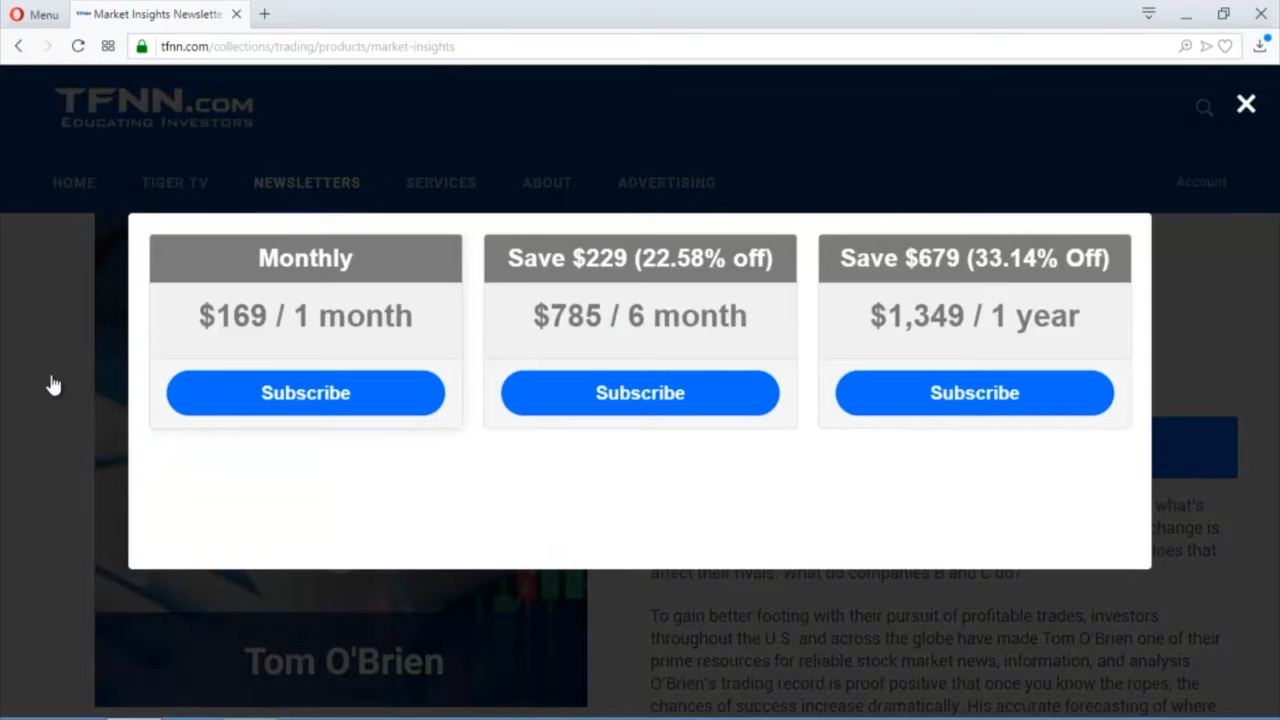 Menu
Market Insights Newslette
tfnn.com/collections/trading/products/market-insights
TFNN.COM
EDUCATING INVESTORS
HOME TIGER TV NEWSLETTERS SERVICES ABOUT ADVERTISING Account
Monthly
$169 / 1 month
Subscribe
Save $229 (22.58% off)
$785 / 6 month
Subscribe
Save $679 (33.14% Off)
$1,349 / 1 year
Subscribe
what's
change is
does that
affect their rivals. What do companies B and C do?
To gain better footing with their pursuit of profitable trades, investors
throughout the U.S. and across the globe have made Tom O'Brien one of their
prime resources for reliable stock market news, information, and analysis.
O'Brien's trading record is proof positive that once you know the ropes, the
chances of success increase dramatically. His accurate forecasting of where
Tom O'Brien